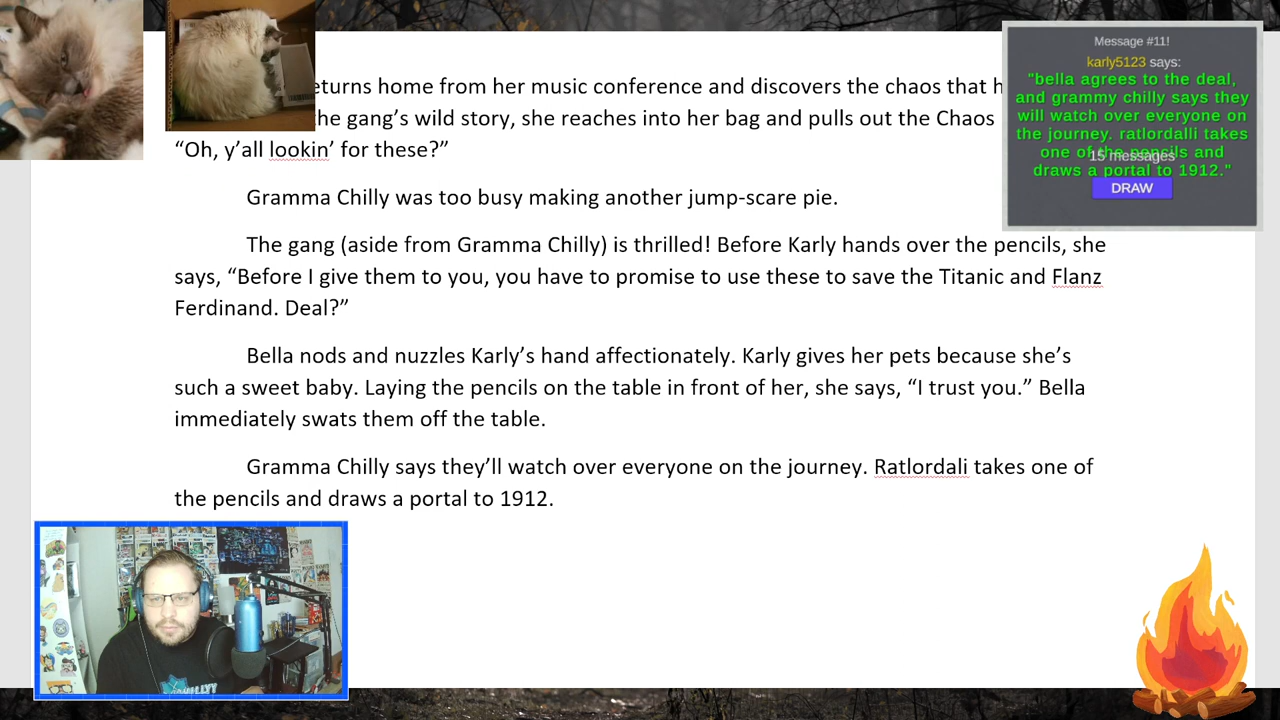 eturns home from her music conference and discovers the chaos that h
he gang's wild story, she reaches into her bag and pulls out the Chaos
“Oh, y’all lookin’ for these?”
Gramma Chilly was too busy making another jump-scare pie.
The gang (aside from Gramma Chilly) is thrilled! Before Karly hands over the pencils, she
says, “Before I give them to you, you have to promise to use these to save the Titanic and Flanz
Ferdinand. Deal?”
Bella nods and nuzzles Karly’s hand affectionately. Karly gives her pets because she’s
such a sweet baby. Laying the pencils on the table in front of her, she says, “I trust you.” Bella
immediately swats them off the table.
Gramma Chilly says they’ll watch over everyone on the journey. Ratlordali takes one of
the pencils and draws a portal to 1912.
Message #11!
karly5123 says:
"bella agrees to the deal,
and grammy chilly says they
will watch over everyone on
the journey. ratlordalli takes
one of the pencils and
15 messages
draws a portal to 1912."
DRAW